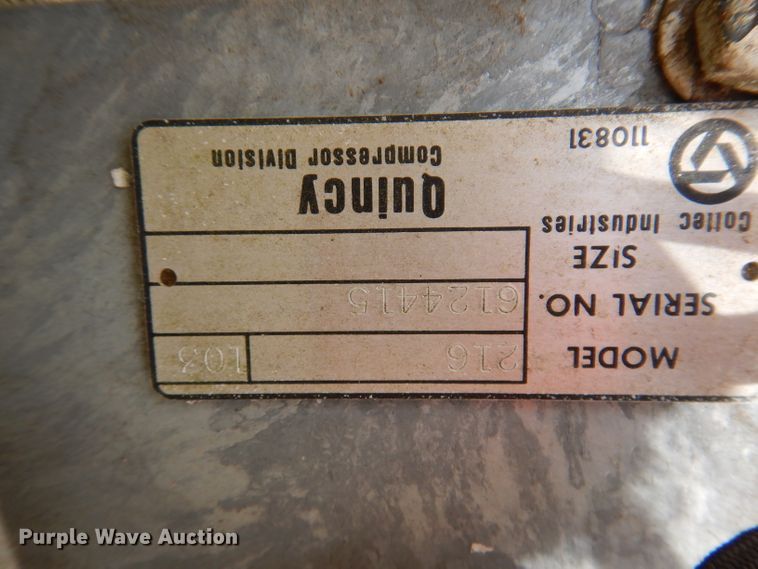 MODEL 216 103
SERIAL NO. 6124415
SIZE
Coltec Industries
Quincy
Compressor Division
110831
Purple Wave Auction